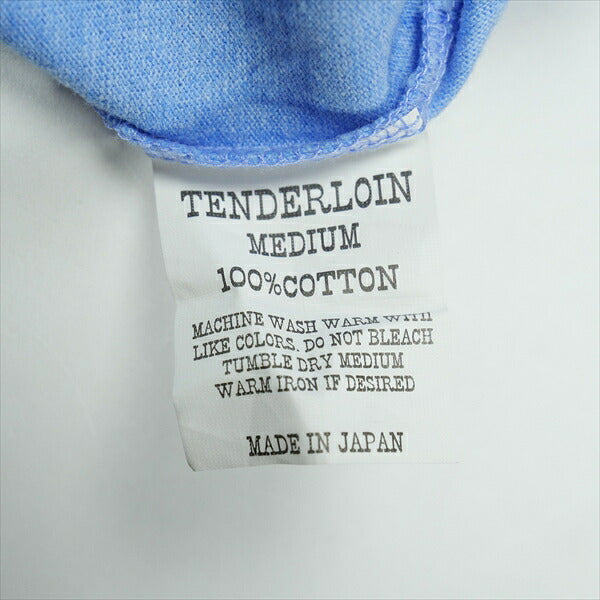 TENDERLOIN
MEDIUM
100%COTTON
MACHINE WASH WARM WITH
LIKE COLORS. DO NOT BLEACH
TUMBLE DRY MEDIUM
WARM IRON IF DESIRED
MADE IN JAPAN